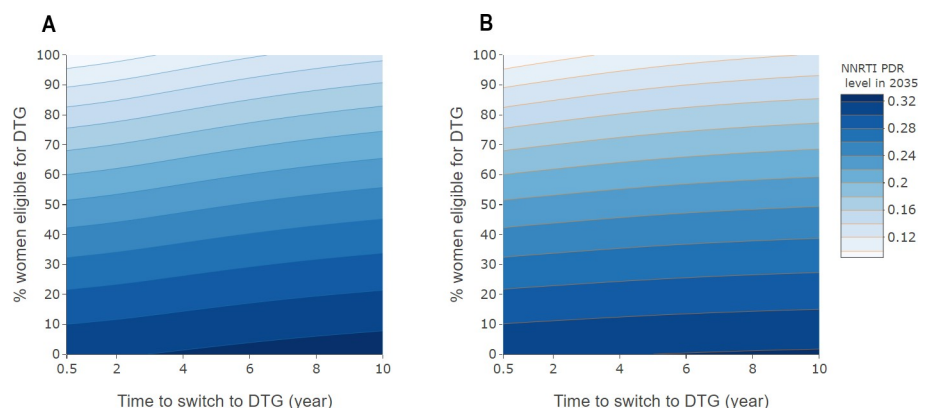 A
100
90
80
70
60
50
40
30
20
10
0
% women eligible for DTG
0.5 2 4 6 8 10
Time to switch to DTG (year)
B
100
90
80
70
60
50
40
30
20
10
0
% women eligible for DTG
0.5 2 4 6 8 10
Time to switch to DTG (year)
NNRTI PDR
level in 2035
0.32
0.28
0.24
0.2
0.16
0.12